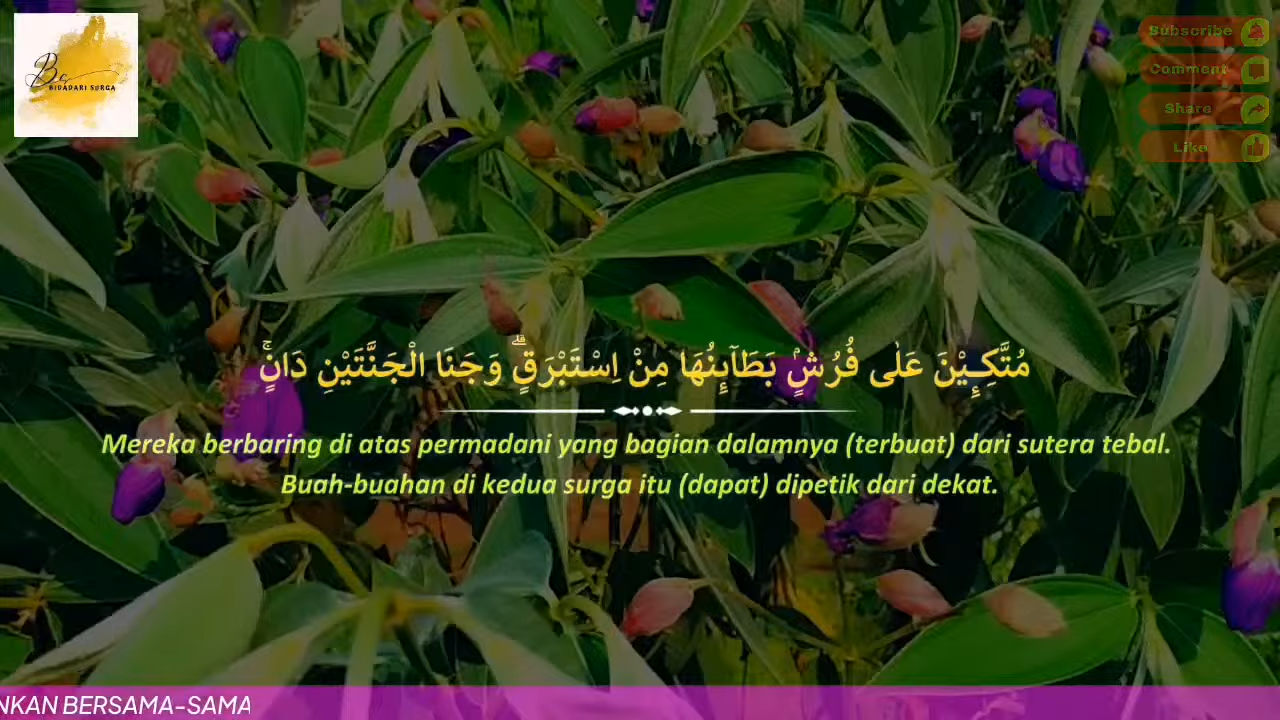 Bs
BIDADARI SURGA
Subscribe
Comment
Share
Like
مُتَّكِـِٕيْنَ عَلٰى فُرُشٍۢ بَطَاۤىِٕنُهَا مِنْ اِسْتَبْرَقٍۗ وَجَنَا الْجَنَّتَيْنِ دَانٍۚ
Mereka berbaring di atas permadani yang bagian dalamnya (terbuat) dari sutera tebal.
Buah-buahan di kedua surga itu (dapat) dipetik dari dekat.
NKAN BERSAMA-SAMA